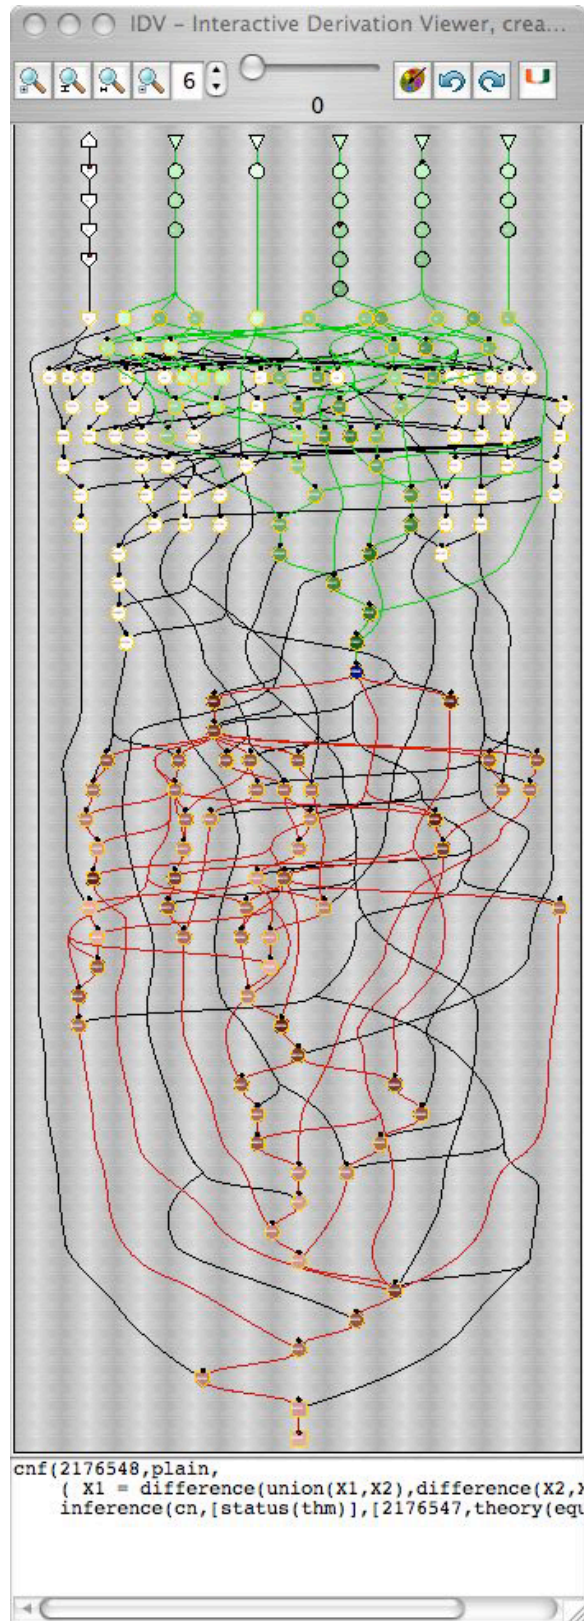 IDV - Interactive Derivation Viewer, crea...
6
0
U
cnf(2176548,plain,
( X1 = difference(union(X1,X2),difference(X2,X
inference(cn,[status(thm)],[2176547,theory(equ